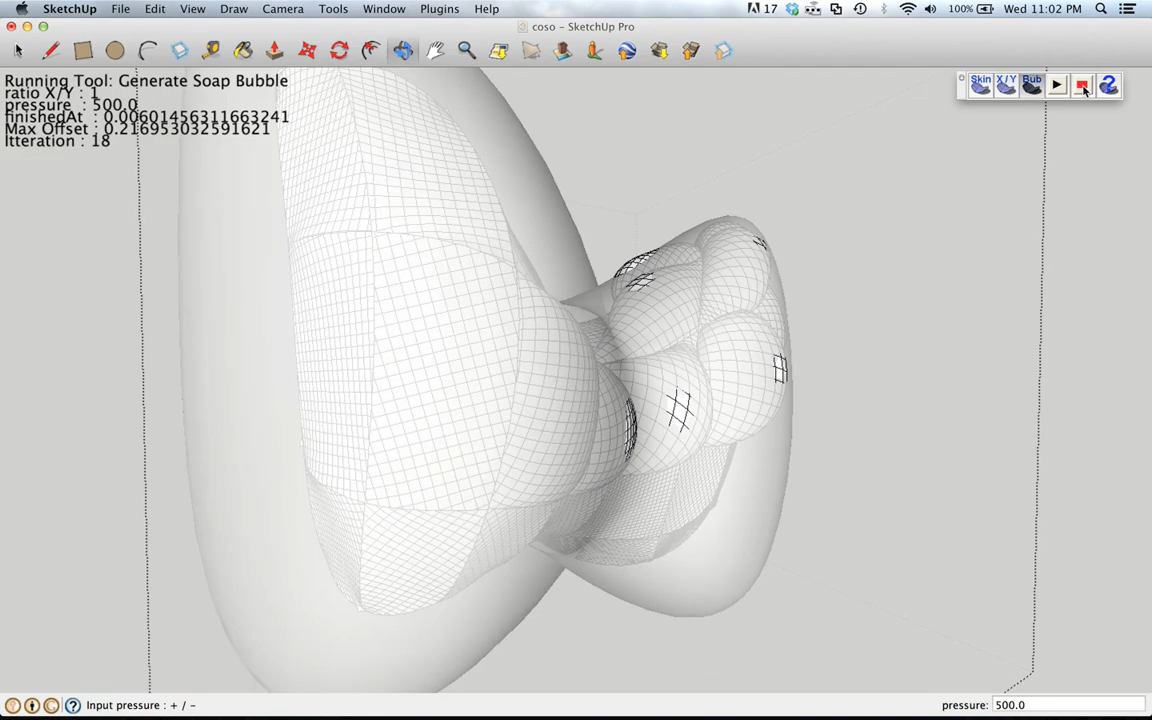 SketchUp File Edit View Draw Camera Tools Window Plugins Help
17 100% Wed 11:02 PM
coso – SketchUp Pro
Running Tool: Generate Soap Bubble
ratio X/Y : 1
pressure : 500.0
finishedAt : 0.00601456311663241
Max Offset : 0.216953032591621
Itteration : 18
Skin X/Y Bub
Input pressure : + / -
pressure: 500.0